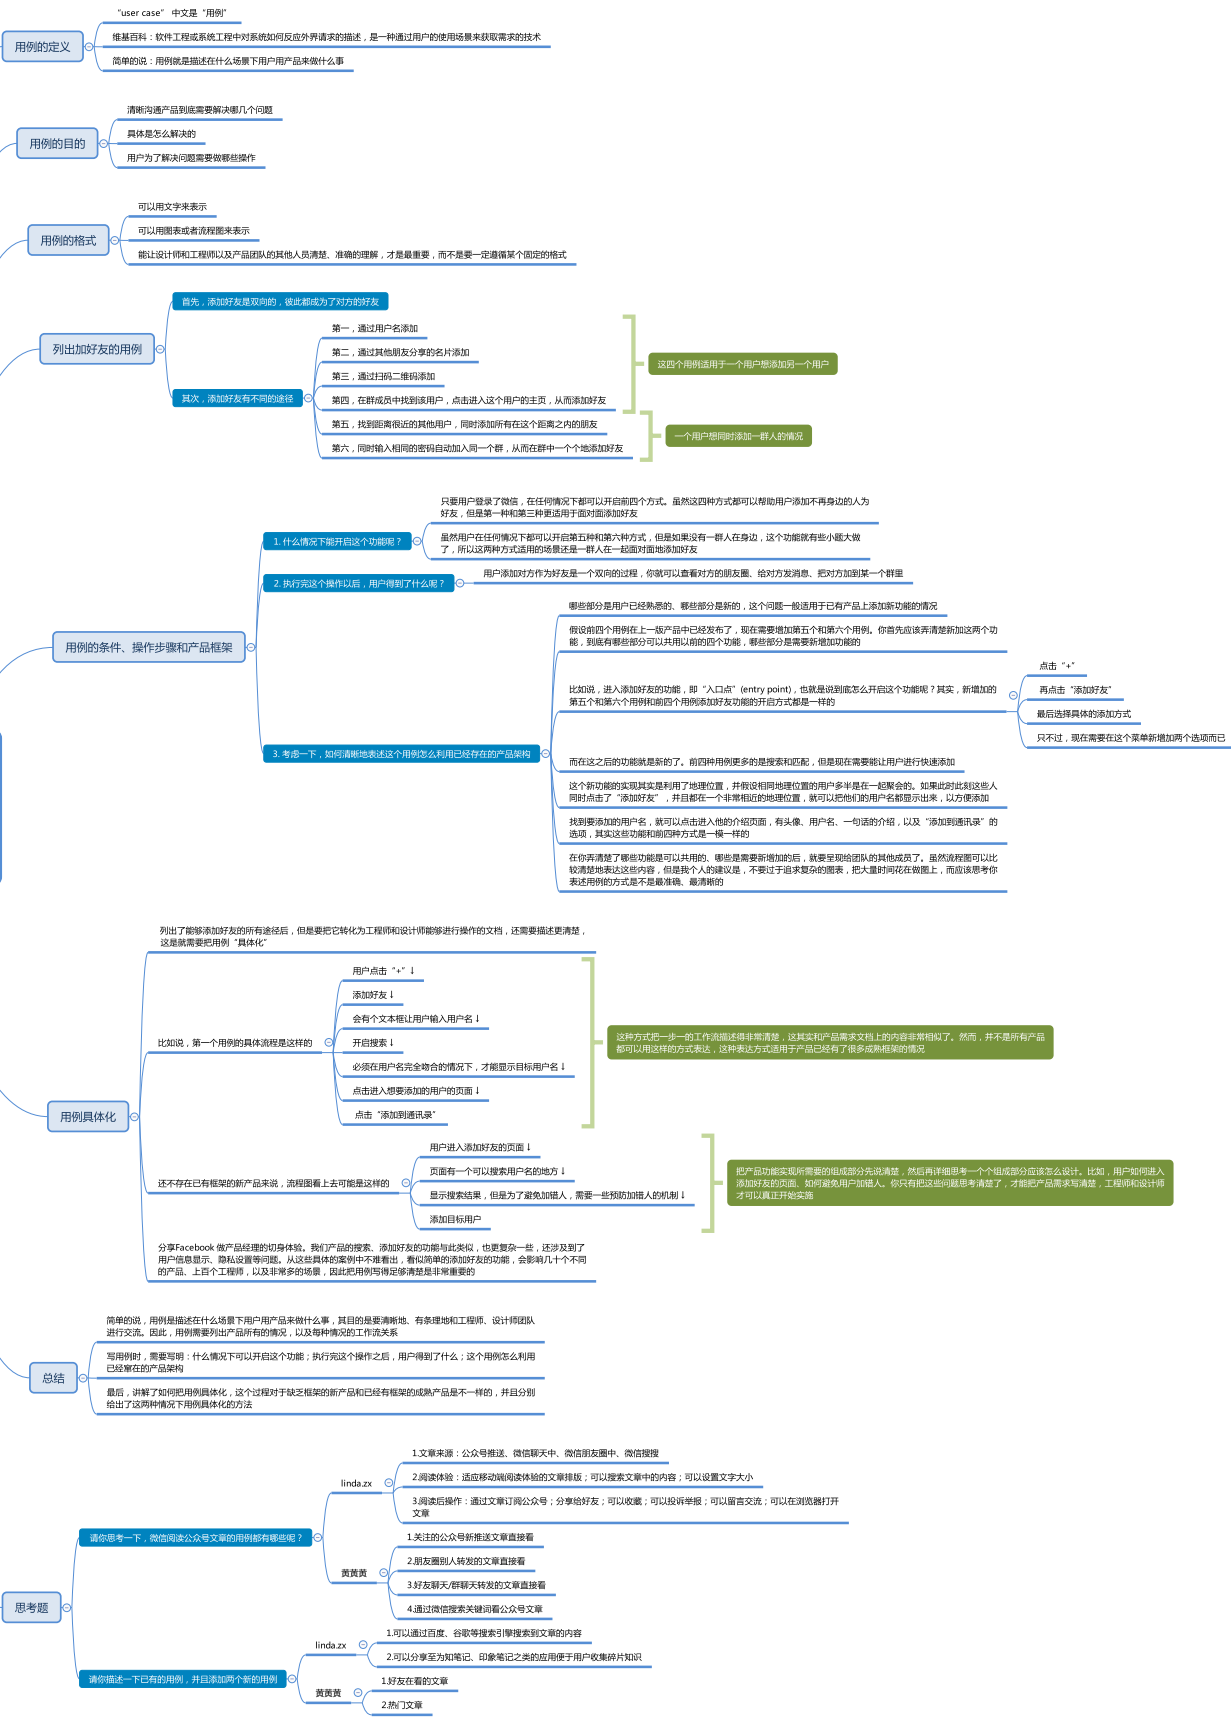 用例的定义
“user case” 中文是“用例”
维基百科：软件工程或系统工程中对系统如何反应外界请求的描述，是一种通过用户的使用场景来获取需求的技术
简单的说：用例就是描述在什么场景下用户用产品来做什么事
用例的目的
清晰沟通产品到底需要解决哪几个问题
具体是怎么解决的
用户为了解决问题需要做哪些操作
用例的格式
可以用文字来表示
可以用图表或者流程图来表示
能让设计师和工程师以及产品团队的其他人员清楚、准确的理解，才是最重要，而不是要一定遵循某个固定的格式
列出加好友的用例
首先，添加好友是双向的，彼此都成为了对方的好友
其次，添加好友有不同的途径
第一，通过用户名添加
第二，通过其他朋友分享的名片添加
第三，通过扫码二维码添加
第四，在群成员中找到该用户，点击进入这个用户的主页，从而添加好友
第五，找到距离很近的其他用户，同时添加所有在这个距离之内的朋友
第六，同时输入相同的密码自动加入同一个群，从而在群中一个个地添加好友
这四个用例适用于一个用户想添加另一个用户
一个用户想同时添加一群人的情况
用例的条件、操作步骤和产品框架
1. 什么情况下能开启这个功能呢？
只要用户登录了微信，在任何情况下都可以开启前四个方式。虽然这四种方式都可以帮助用户添加不再身边的人为
好友，但是第一种和第三种更适用于面对面添加好友
虽然用户在任何情况下都可以开启第五种和第六种方式，但是如果没有一群人在身边，这个功能就有些小题大做
了，所以这两种方式适用的场景还是一群人在一起面对面地添加好友
2. 执行完这个操作以后，用户得到了什么呢？
用户添加对方作为好友是一个双向的过程，你就可以查看对方的朋友圈、给对方发消息、把对方加到某一个群里
3. 考虑一下，如何清晰地表述这个用例怎么利用已经存在的产品架构
哪些部分是用户已经熟悉的、哪些部分是新的，这个问题一般适用于已有产品上添加新功能的情况
假设前四个用例在上一版产品中已经发布了，现在需要增加第五个和第六个用例。你首先应该弄清楚新加这两个功
能，到底有哪些部分可以共用以前的四个功能，哪些部分是需要新增加功能的
比如说，进入添加好友的功能，即“入口点”(entry point)，也就是说到底怎么开启这个功能呢？其实，新增加的
第五个和第六个用例和前四个用例添加好友功能的开启方式都是一样的
点击“+”
再点击“添加好友”
最后选择具体的添加方式
只不过，现在需要在这个菜单新增加两个选项而已
而在这之后的功能就是新的了。前四种用例更多的是搜索和匹配，但是现在需要能让用户进行快速添加
这个新功能的实现其实是利用了地理位置，并假设相同地理位置的用户多半是在一起聚会的。如果此时此刻这些人
同时点击了“添加好友”，并且都在一个非常相近的地理位置，就可以把他们的用户名都显示出来，以方便添加
找到要添加的用户名，就可以点击进入他的介绍页面，有头像、用户名、一句话的介绍，以及“添加到通讯录”的
选项，其实这些功能和前四种方式是一模一样的
在你弄清楚了哪些功能是可以共用的、哪些是需要新增加的后，就要呈现给团队的其他成员了。虽然流程图可以比
较清楚地表达这些内容，但是我个人的建议是，不要过于追求复杂的图表，把大量时间花在做图上，而应该思考你
表述用例的方式是不是最准确、最清晰的
用例具体化
列出了能够添加好友的所有途径后，但是要把它转化为工程师和设计师能够进行操作的文档，还需要描述更清楚，
这是就需要把用例“具体化”
比如说，第一个用例的具体流程是这样的
用户点击“+”↓
添加好友↓
会有个文本框让用户输入用户名↓
开启搜索↓
必须在用户名完全吻合的情况下，才能显示目标用户名↓
点击进入想要添加的用户的页面↓
点击“添加到通讯录”
这种方式把一步一的工作流描述得非常清楚，这其实和产品需求文档上的内容非常相似了。然而，并不是所有产品
都可以用这样的方式表达，这种表达方式适用于产品已经有了很多成熟框架的情况
还不存在已有框架的新产品来说，流程图看上去可能是这样的
用户进入添加好友的页面↓
页面有一个可以搜索用户名的地方↓
显示搜索结果，但是为了避免加错人，需要一些预防加错人的机制↓
添加目标用户
把产品功能实现所需要的组成部分先说清楚，然后再详细思考一个个组成部分应该怎么设计。比如，用户如何进入
添加好友的页面、如何避免用户加错人。你只有把这些问题思考清楚了，才能把产品需求写清楚，工程师和设计师
才可以真正开始实施
分享Facebook 做产品经理的切身体验。我们产品的搜索、添加好友的功能与此类似，也更复杂一些，还涉及到了
用户信息显示、隐私设置等问题。从这些具体的案例中不难看出，看似简单的添加好友的功能，会影响几十个不同
的产品、上百个工程师，以及非常多的场景，因此把用例写得足够清楚是非常重要的
总结
简单的说，用例是描述在什么场景下用户用产品来做什么事，其目的是要清晰地、有条理地和工程师、设计师团队
进行交流。因此，用例需要列出产品所有的情况，以及每种情况的工作流关系
写用例时，需要写明：什么情况下可以开启这个功能；执行完这个操作之后，用户得到了什么；这个用例怎么利用
已经窜在的产品架构
最后，讲解了如何把用例具体化，这个过程对于缺乏框架的新产品和已经有框架的成熟产品是不一样的，并且分别
给出了这两种情况下用例具体化的方法
思考题
请你思考一下，微信阅读公众号文章的用例都有哪些呢？
linda.zx
1.文章来源：公众号推送、微信聊天中、微信朋友圈中、微信搜搜
2.阅读体验：适应移动端阅读体验的文章排版；可以搜索文章中的内容；可以设置文字大小
3.阅读后操作：通过文章订阅公众号；分享给好友；可以收藏；可以投诉举报；可以留言交流；可以在浏览器打开
文章
黄黄黄
1.关注的公众号新推送文章直接看
2.朋友圈别人转发的文章直接看
3.好友聊天/群聊天转发的文章直接看
4.通过微信搜索关键词看公众号文章
请你描述一下已有的用例，并且添加两个新的用例
linda.zx
1.可以通过百度、谷歌等搜索引擎搜索到文章的内容
2.可以分享至为知笔记、印象笔记之类的应用便于用户收集碎片知识
黄黄黄
1.好友在看的文章
2.热门文章